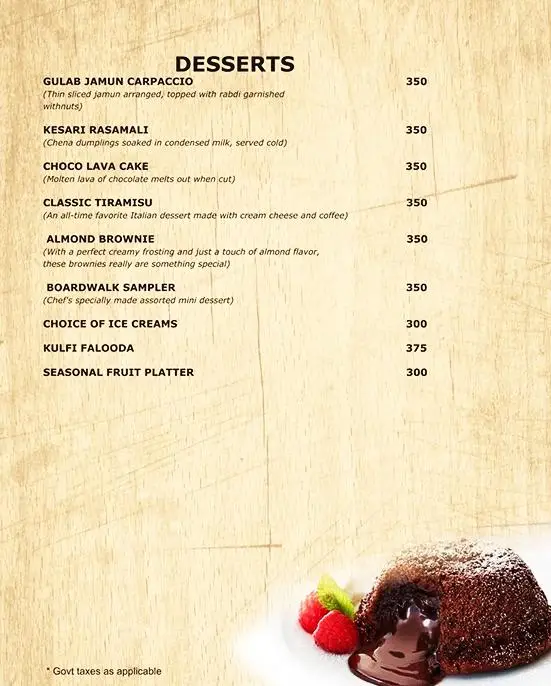 DESSERTS
GULAB JAMUN CARPACCIO 350
(Thin sliced jamun arranged, topped with rabdi garnished
withnuts)
KESARI RASAMALI 350
(Chena dumplings soaked in condensed milk, served cold)
CHOCO LAVA CAKE 350
(Molten lava of chocolate melts out when cut)
CLASSIC TIRAMISU 350
(An all-time favorite Italian dessert made with cream cheese and coffee)
ALMOND BROWNIE 350
(With a perfect creamy frosting and just a touch of almond flavor,
these brownies really are something special)
BOARDWALK SAMPLER 350
(Chef's specially made assorted mini dessert)
CHOICE OF ICE CREAMS 300
KULFI FALOODA 375
SEASONAL FRUIT PLATTER 300
* Govt taxes as applicable